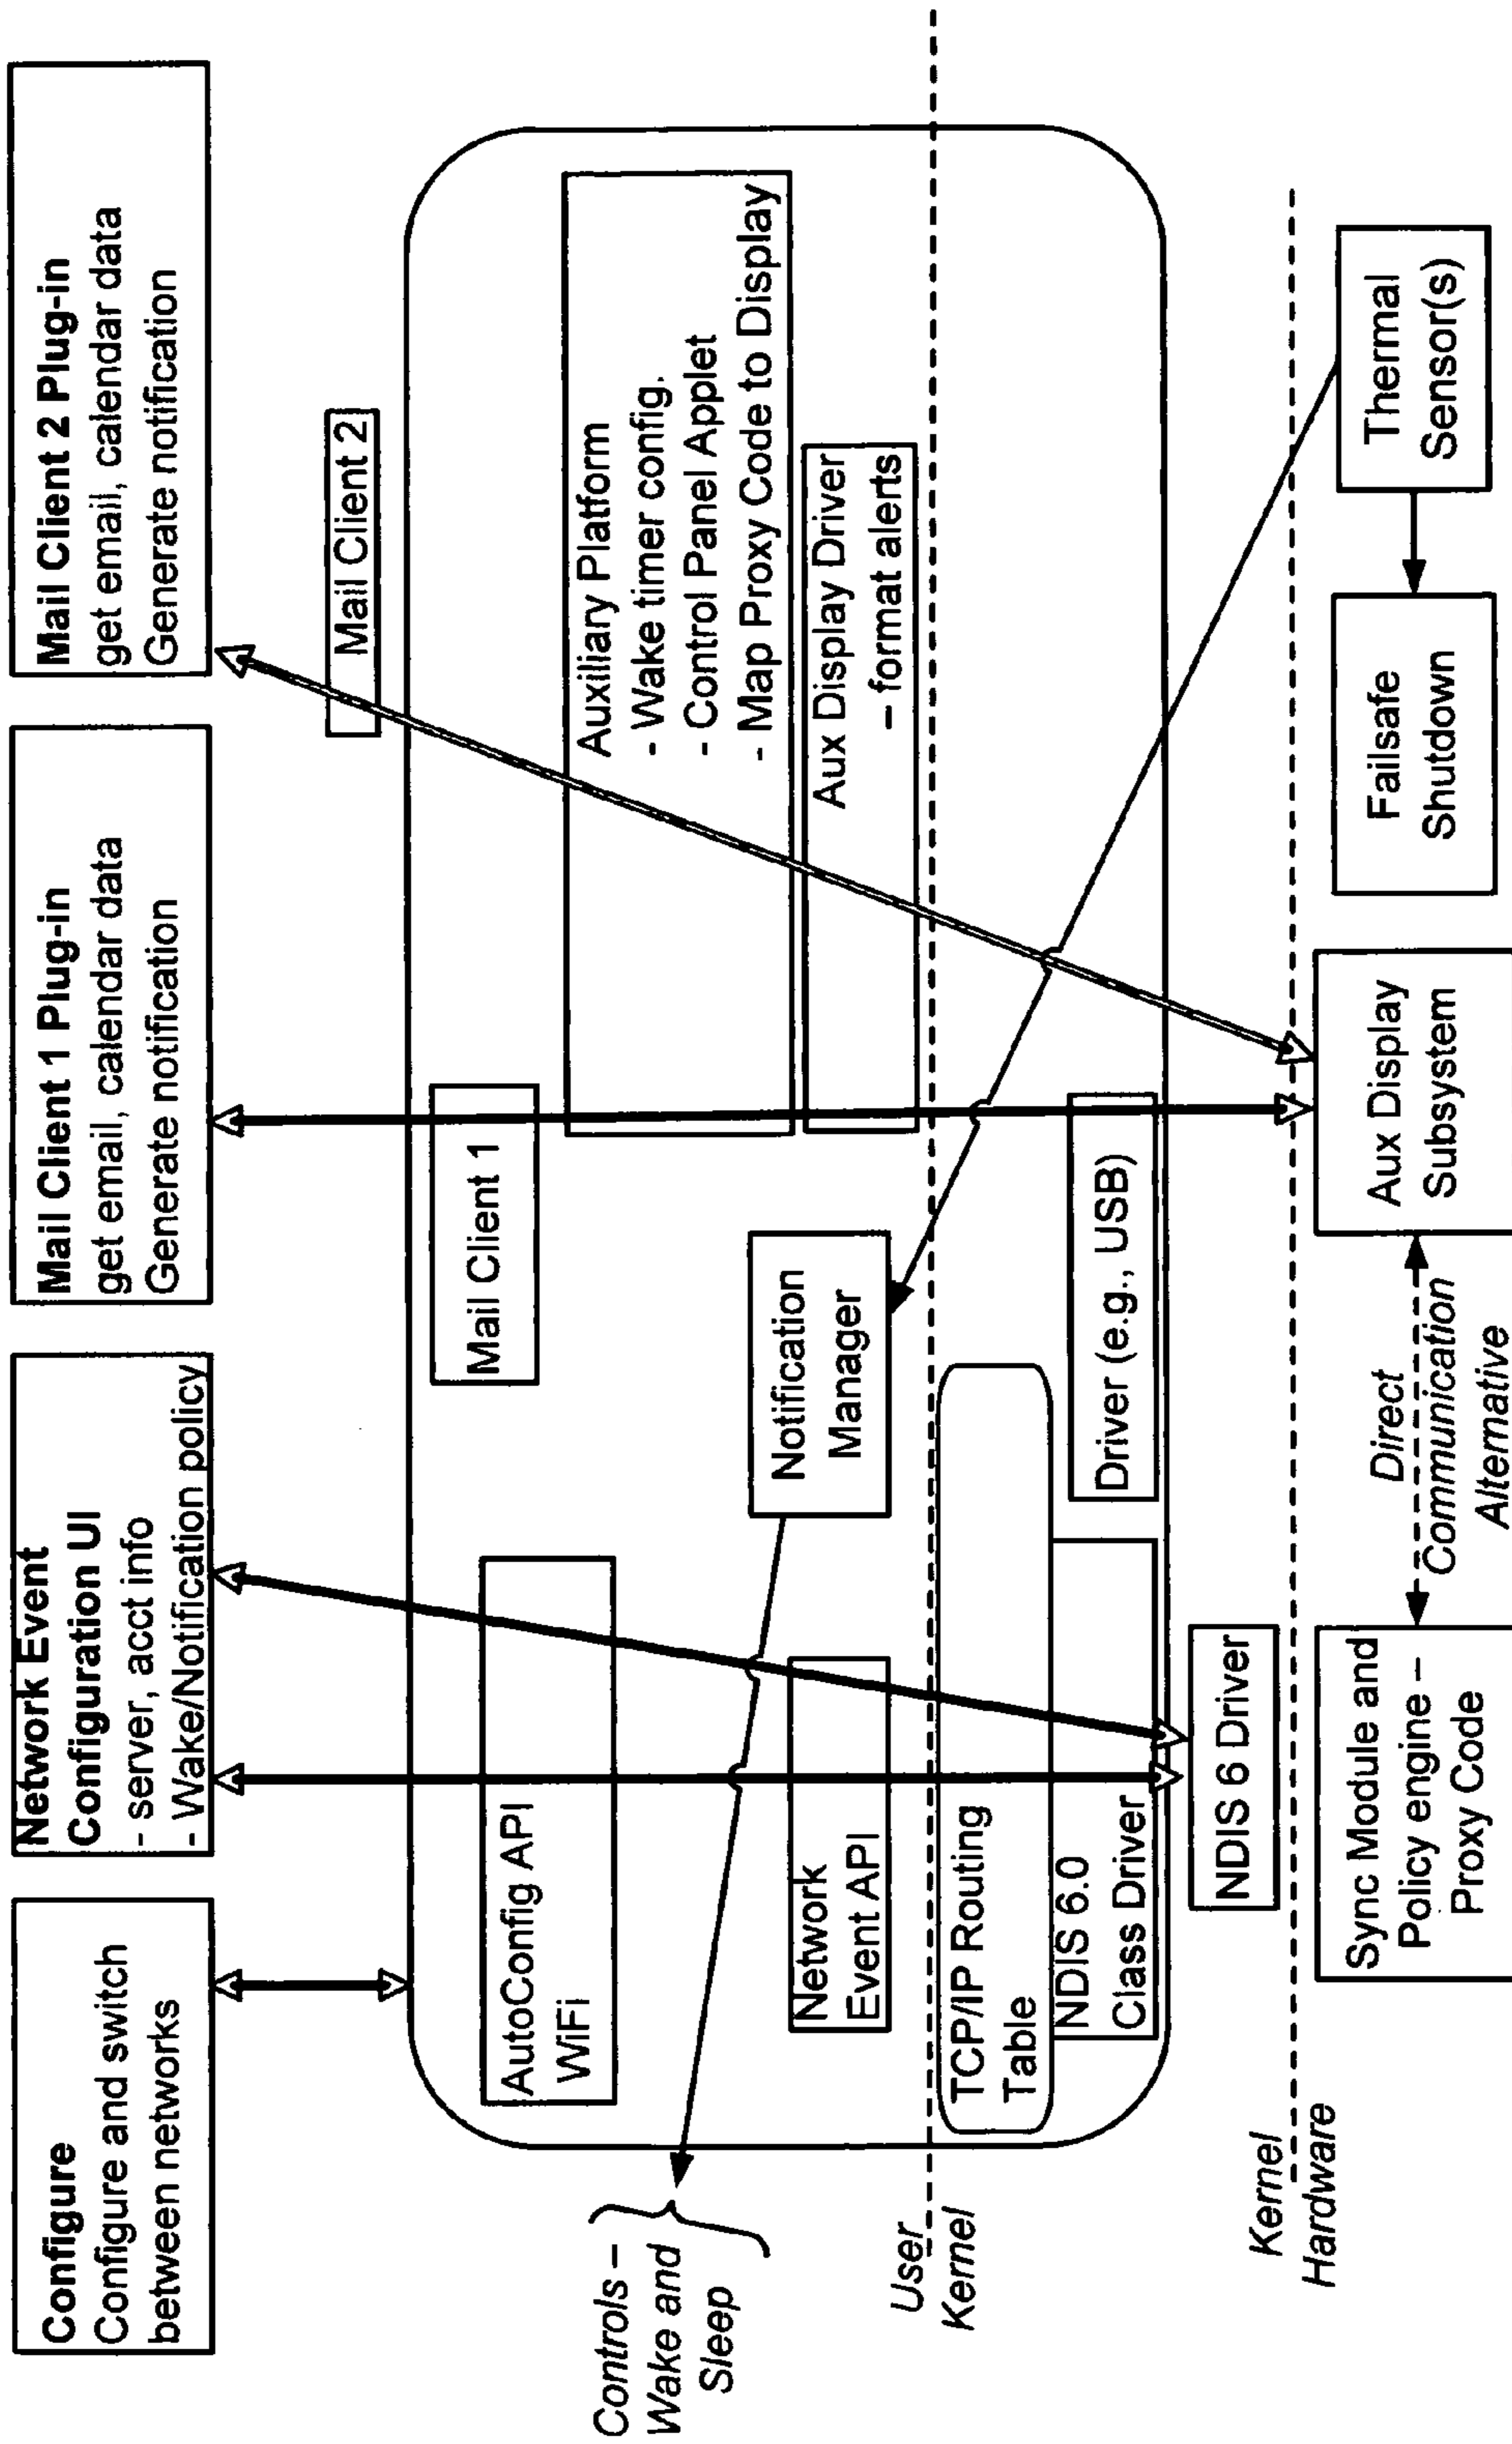 Configure
Configure and switch
between networks
Network Event
Configuration UI
- server, acct info
- Wake/Notification policy
Mail Client 1 Plug-in
get email, calendar data
Generate notification
Mail Client 2 Plug-in
get email, calendar data
Generate notification
Mail Client 2
Mail Client 1
AutoConfig API
WiFi
Auxiliary Platform
- Wake timer config.
- Control Panel Applet
- Map Proxy Code to Display
Controls –
Wake and
Sleep
Notification
Manager
Network
Event API
Aux Display Driver
– format alerts
User
Kernel
TCP/IP Routing
Table
NDIS 6.0
Class Driver
Driver (e.g., USB)
NDIS 6 Driver
Kernel
Hardware
Sync Module and
Policy engine –
Proxy Code
Direct
Communication
Alternative
Aux Display
Subsystem
Failsafe
Shutdown
Thermal
Sensor(s)